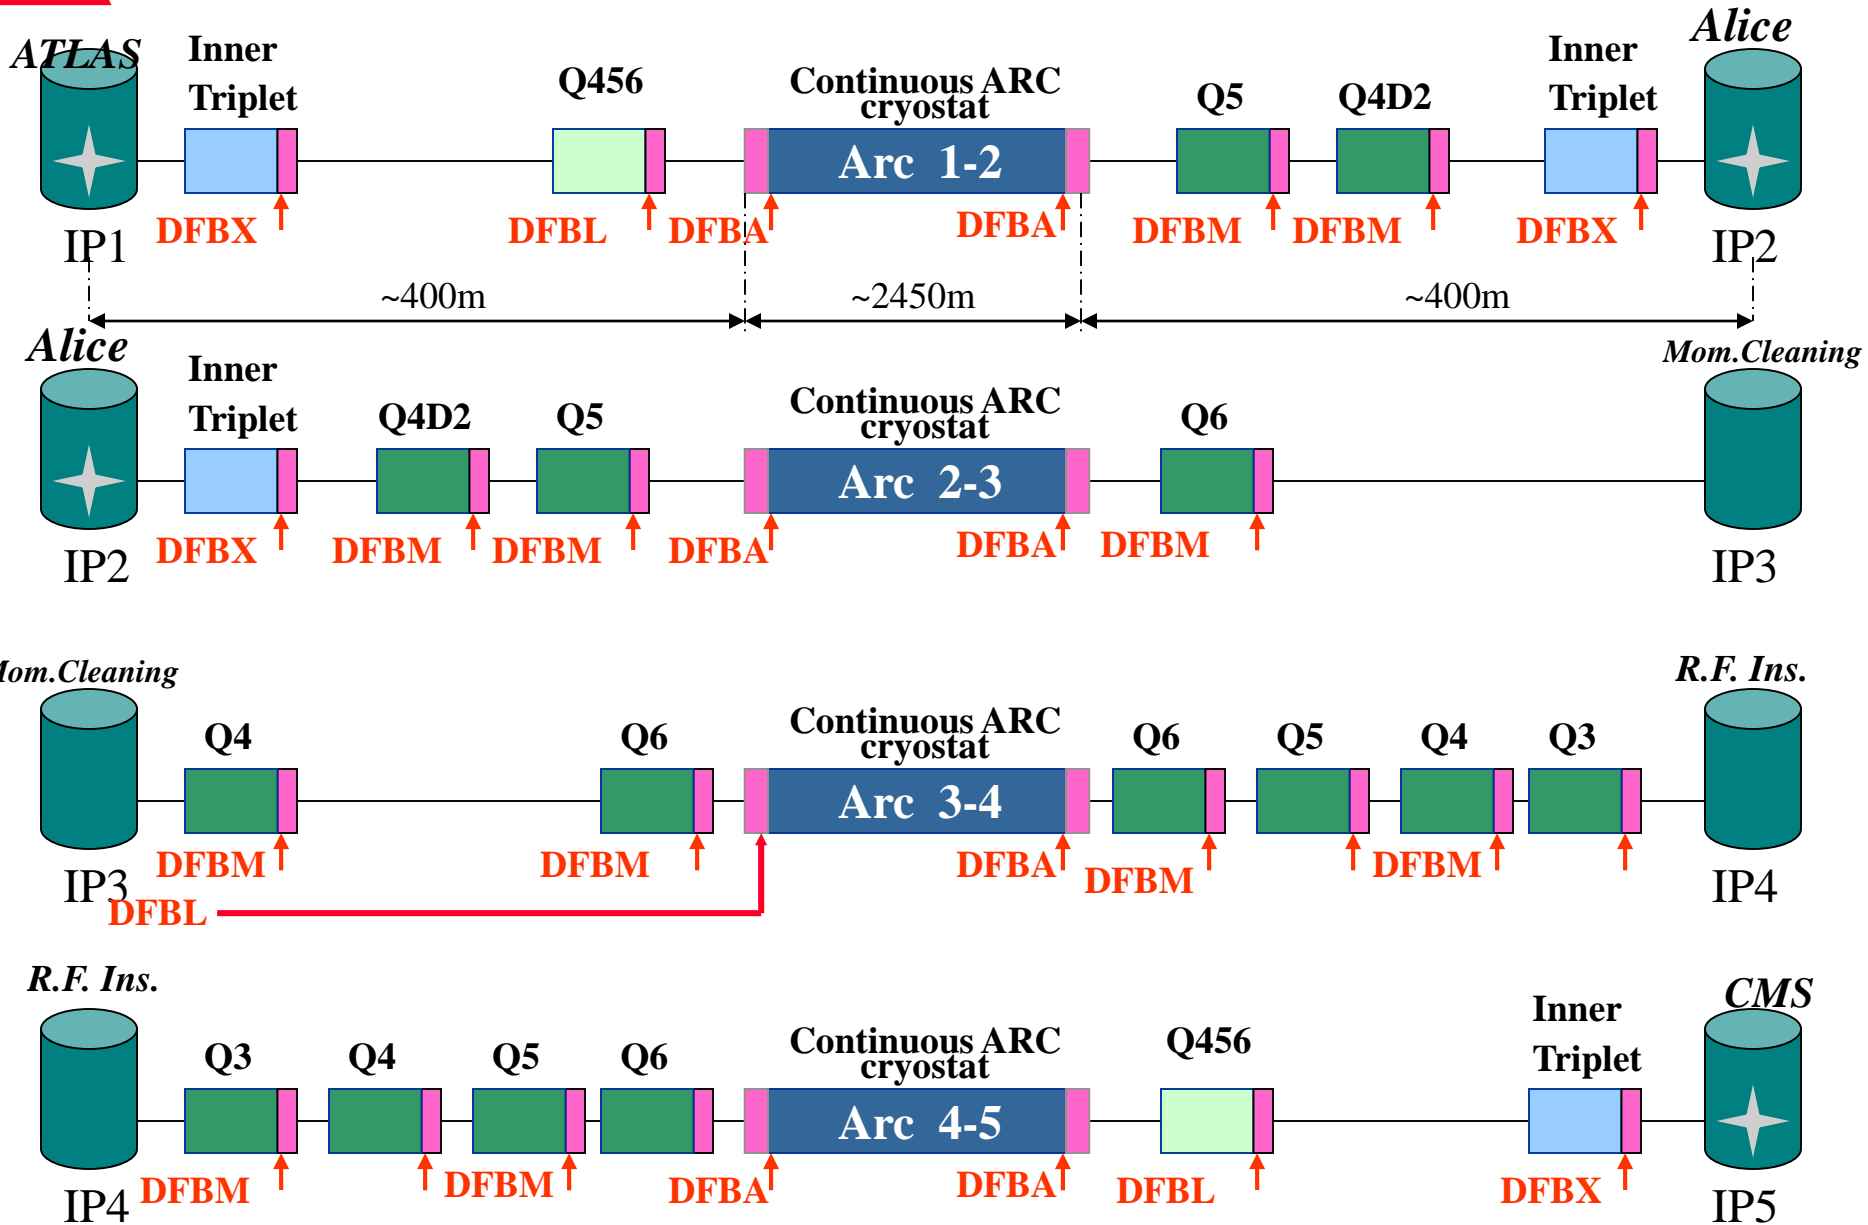 ATLAS
Inner
Triplet
Q456
Continuous ARC
cryostat
Q5
Q4D2
Inner
Triplet
Alice
Arc 1-2
DFBX
DFBL
DFBA
DFBA
DFBM
DFBM
DFBX
IP1
IP2
~400m
~2450m
~400m
Alice
Inner
Triplet
Q4D2
Q5
Continuous ARC
cryostat
Q6
Mom.Cleaning
Arc 2-3
DFBX
DFBM
DFBM
DFBA
DFBA
DFBM
IP2
IP3
Mom.Cleaning
Q4
Q6
Continuous ARC
cryostat
Q6
Q5
Q4
Q3
R.F. Ins.
Arc 3-4
DFBM
DFBM
DFBA
DFBM
DFBM
IP3
IP4
DFBL
R.F. Ins.
Q3
Q4
Q5
Q6
Continuous ARC
cryostat
Q456
Inner
Triplet
CMS
Arc 4-5
DFBM
DFBM
DFBA
DFBA
DFBL
DFBX
IP4
IP5